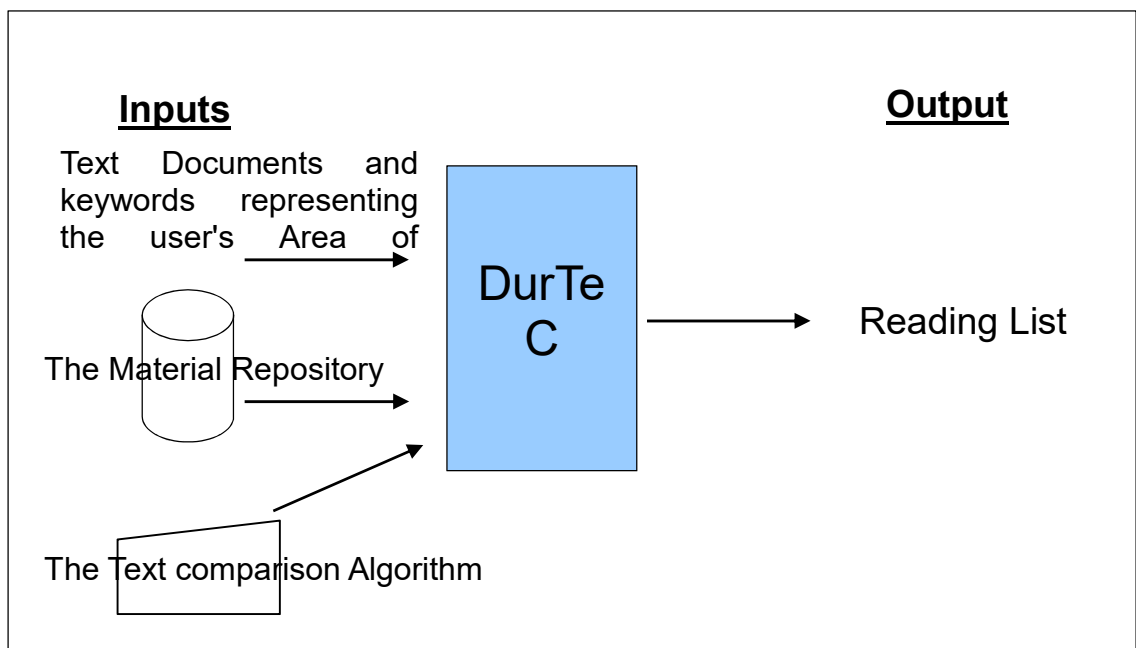 Inputs
Output
Text Documents and
keywords representing
the user's Area of
The Material Repository
The Text comparison Algorithm
DurTe
C
Reading List